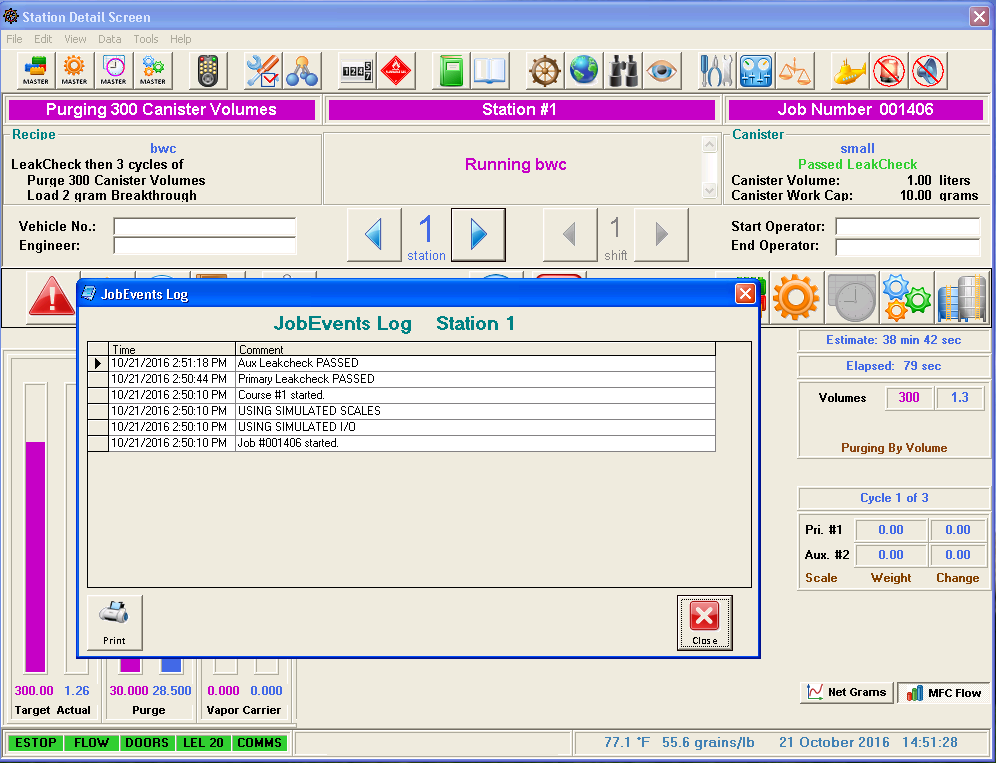 Station Detail Screen
File Edit View Data Tools Help
MASTER MASTER MASTER MASTER
Purging 300 Canister Volumes
Station #1
Job Number 001406
Recipe
bwc
LeakCheck then 3 cycles of
Purge 300 Canister Volumes
Load 2 gram Breakthrough
Running bwc
Canister
small
Passed LeakCheck
Canister Volume: 1.00 liters
Canister Work Cap: 10.00 grams
Vehicle No.:
Engineer:
1
station
1
shift
Start Operator:
End Operator:
JobEvents Log
JobEvents Log Station 1
Time Comment
10/21/2016 2:51:18 PM Aux Leakcheck PASSED
10/21/2016 2:50:44 PM Primary Leakcheck PASSED
10/21/2016 2:50:10 PM Course #1 started.
10/21/2016 2:50:10 PM USING SIMULATED SCALES
10/21/2016 2:50:10 PM USING SIMULATED I/O
10/21/2016 2:50:10 PM Job #001406 started.
Print
Close
Estimate: 38 min 42 sec
Elapsed: 79 sec
Volumes 300 1.3
Purging By Volume
Cycle 1 of 3
Pri. #1 0.00 0.00
Aux. #2 0.00 0.00
Scale Weight Change
300.00 1.26 30.000 28.500 0.000 0.000
Target Actual Purge Vapor Carrier
Net Grams MFC Flow
ESTOP FLOW DOORS LEL 20 COMMS
77.1 °F 55.6 grains/lb 21 October 2016 14:51:28